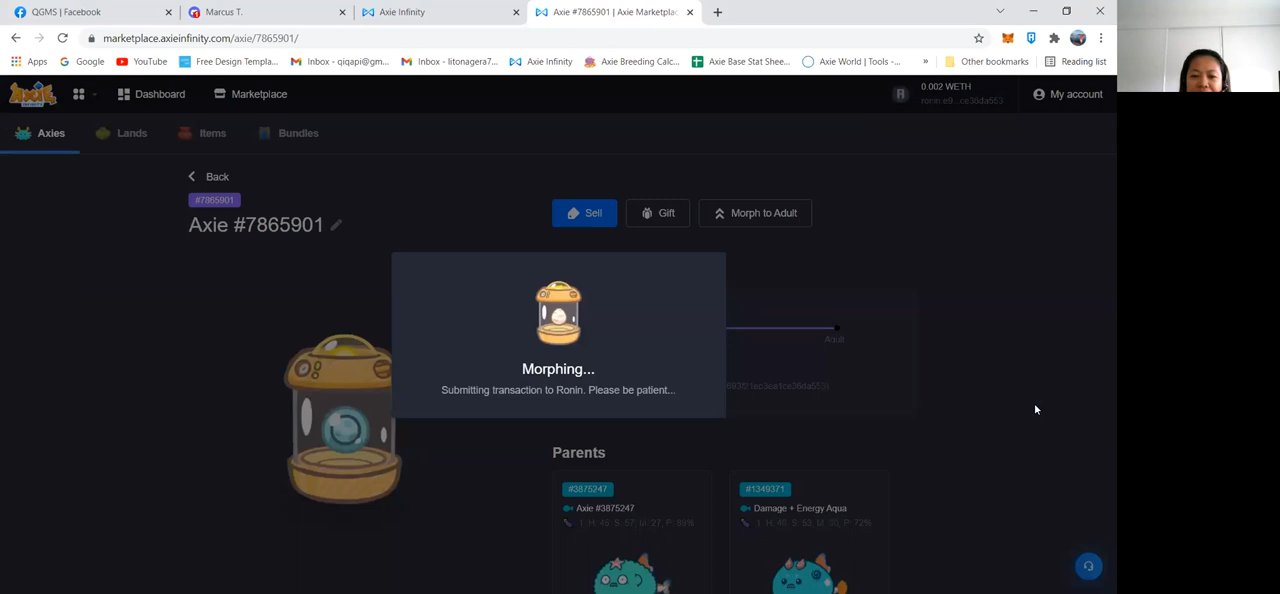 QGMS | Facebook
Marcus T.
Axie Infinity
Axie #7865901 | Axie Marketplac
marketplace.axieinfinity.com/axie/7865901/
Apps
Google
YouTube
Free Design Templa...
Inbox - qiqapi@gm...
Inbox - litonagera7...
Axie Infinity
Axie Breeding Calc...
Axie Base Stat Shee...
Axie World | Tools -...
»
Other bookmarks
Reading list
AXIE
Dashboard
Marketplace
0.002 WETH
ronin:e9...ce36da553
My account
Axies
Lands
Items
Bundles
Back
#7865901
Axie #7865901
Sell
Gift
Morph to Adult
Morphing...
Submitting transaction to Ronin. Please be patient...
Adult
Parents
#3875247
Axie #3875247
#1349371
Damage + Energy Aqua